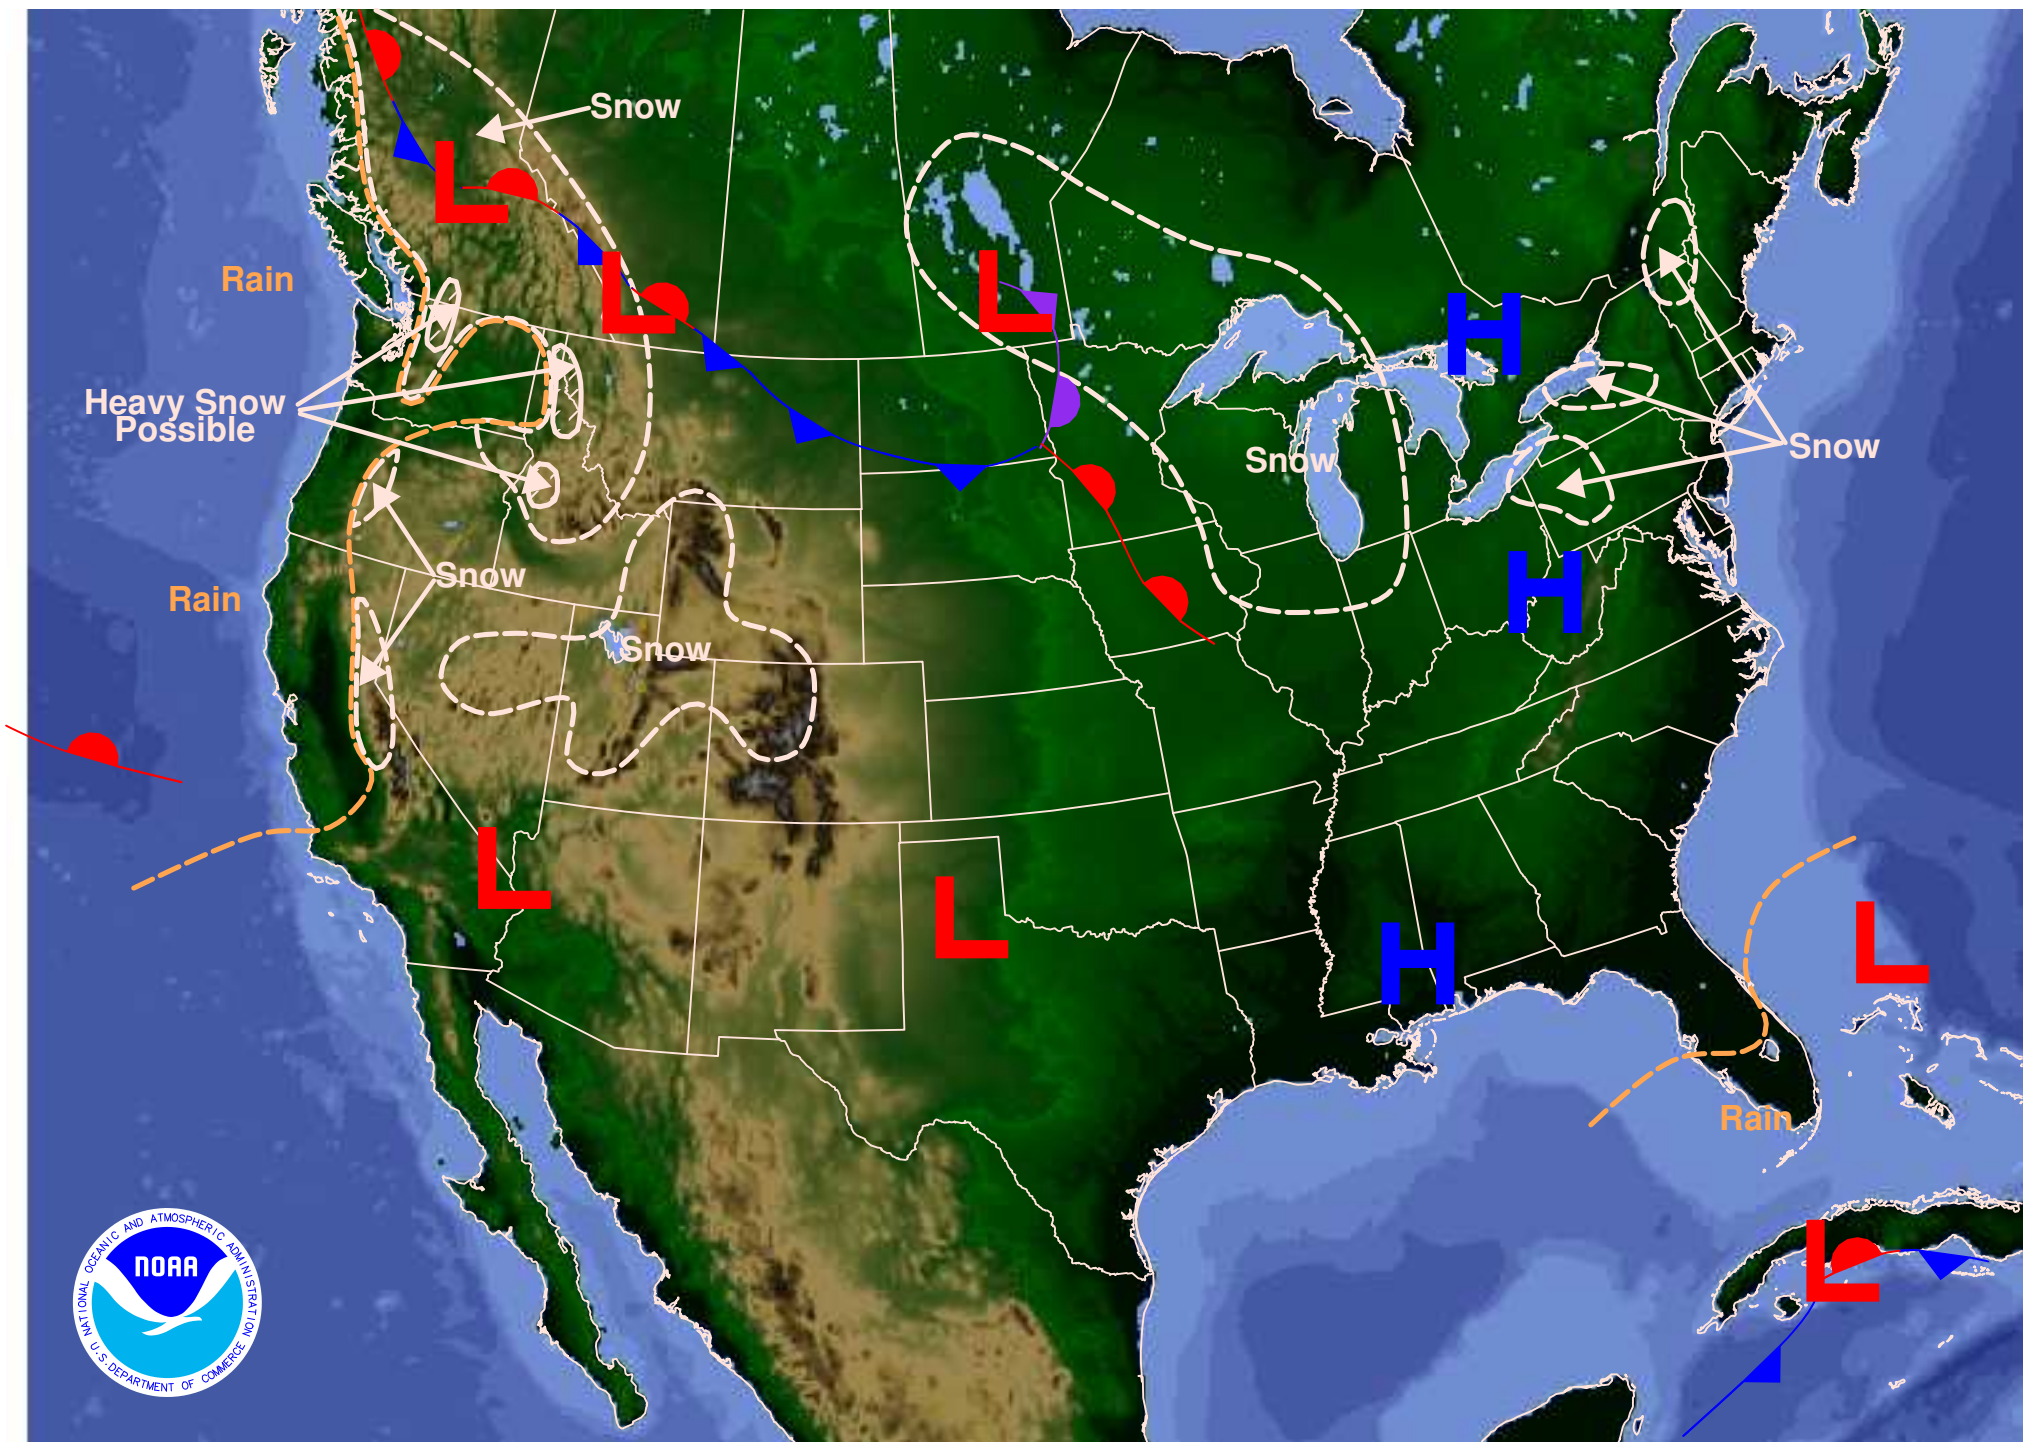 Snow
Rain
Heavy Snow
Possible
L
L
L
H
Snow
Snow
Snow
H
Rain
Snow
Snow
L
L
H
L
Rain
L
NATIONAL OCEANIC AND ATMOSPHERIC ADMINISTRATION
NOAA
U.S. DEPARTMENT OF COMMERCE